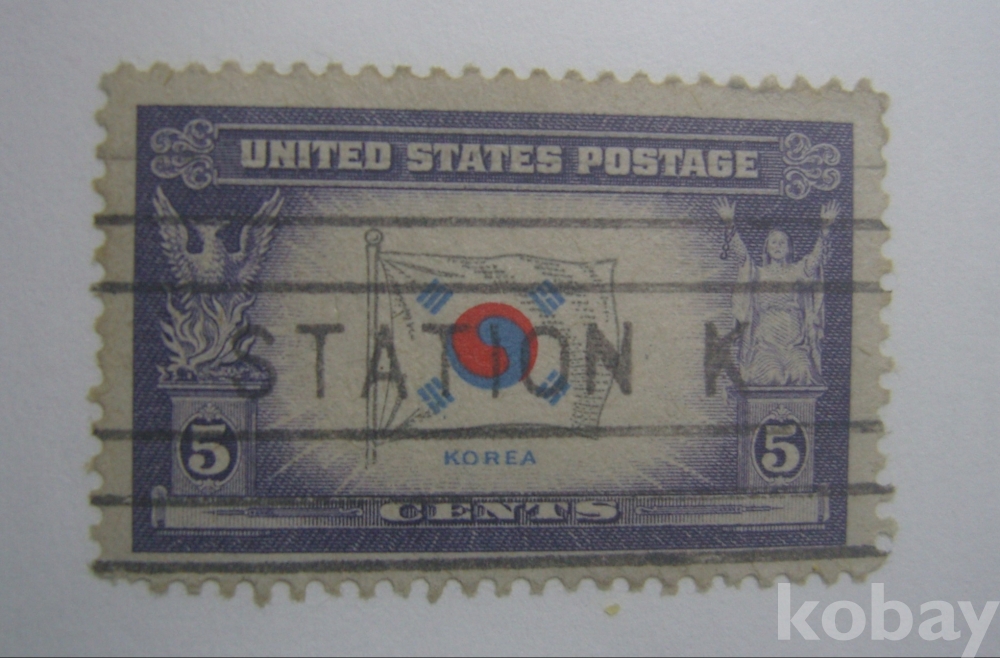 UNITED STATES POSTAGE
STATION K
KOREA
5 5
CENTS
kobay